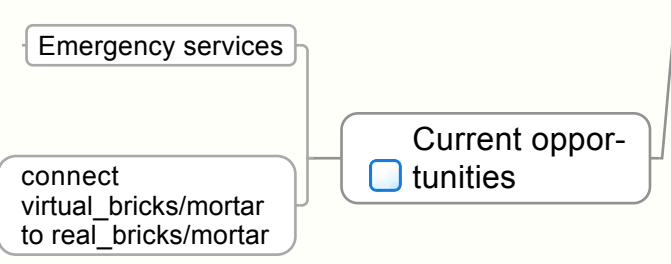 Emergency services
Current oppor-
tunities
connect
virtual_bricks/mortar
to real_bricks/mortar